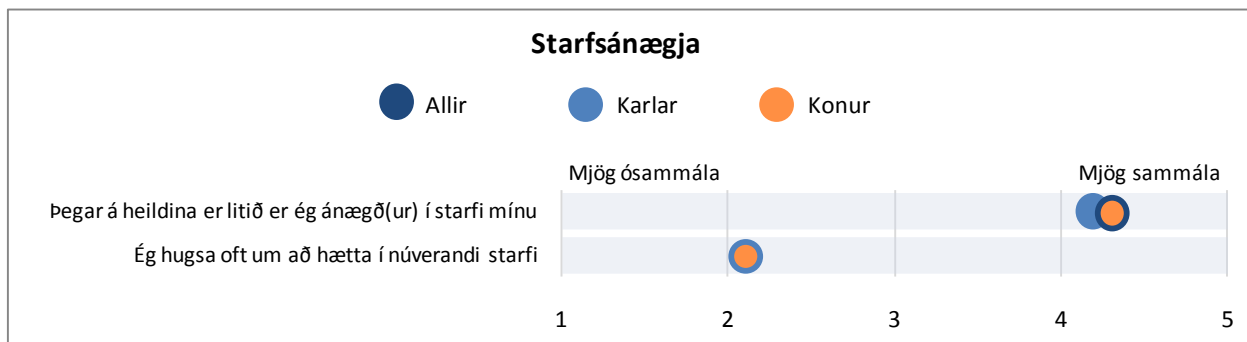 Starfsánægja
Allir Karlar Konur
Mjög ósammála Mjög sammála
Þegar á heildina er litið er ég ánægð(ur) í starfi mínu
Ég hugsa oft um að hætta í núverandi starfi
1 2 3 4 5